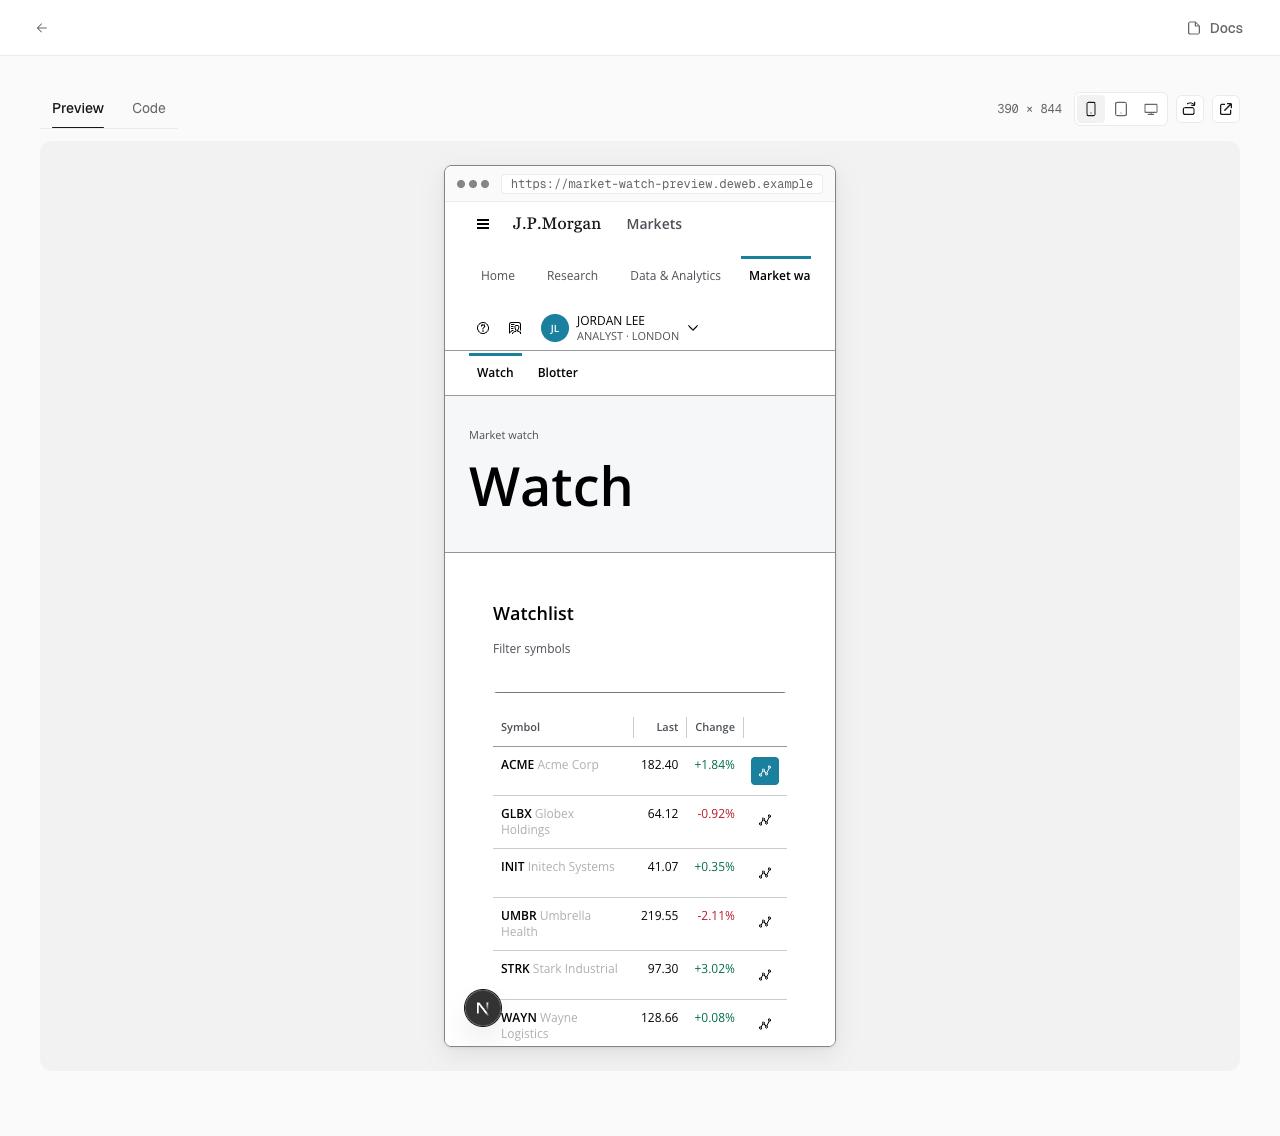 Docs
Preview Code 390 × 844
https://market-watch-preview.deweb.example
J.P.Morgan Markets
Home Research Data & Analytics Market wa
JL JORDAN LEE
ANALYST · LONDON
Watch Blotter
Market watch
Watch
Watchlist
Filter symbols
Symbol Last Change
ACME Acme Corp 182.40 +1.84%
GLBX Globex 64.12 -0.92%
Holdings
INIT Initech Systems 41.07 +0.35%
UMBR Umbrella 219.55 -2.11%
Health
STRK Stark Industrial 97.30 +3.02%
N
WAYN Wayne 128.66 +0.08%
Logistics